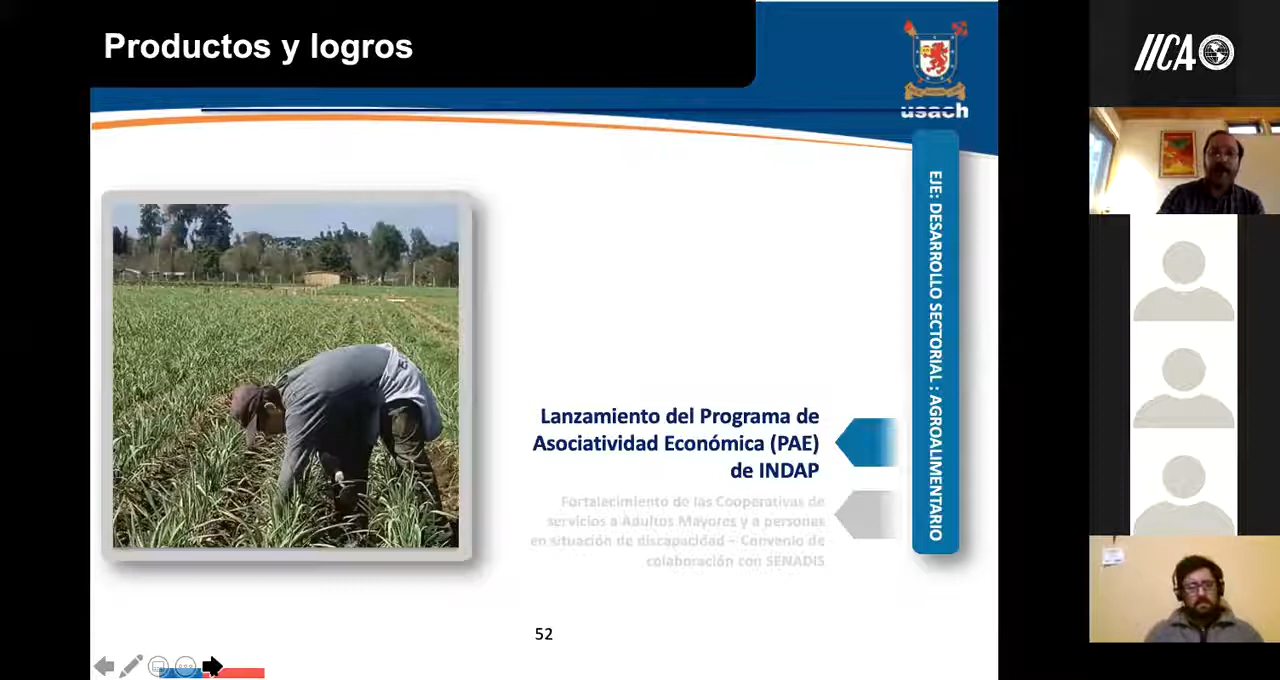 Productos y logros
usach
IICA
EJE: DESARROLLO SECTORIAL : AGROALIMENTARIO
Lanzamiento del Programa de
Asociatividad Económica (PAE)
de INDAP
Fortalecimiento de las Cooperativas de
servicios a Adultos Mayores y a personas
en situación de discapacidad – Convenio de
colaboración con SENADIS
52